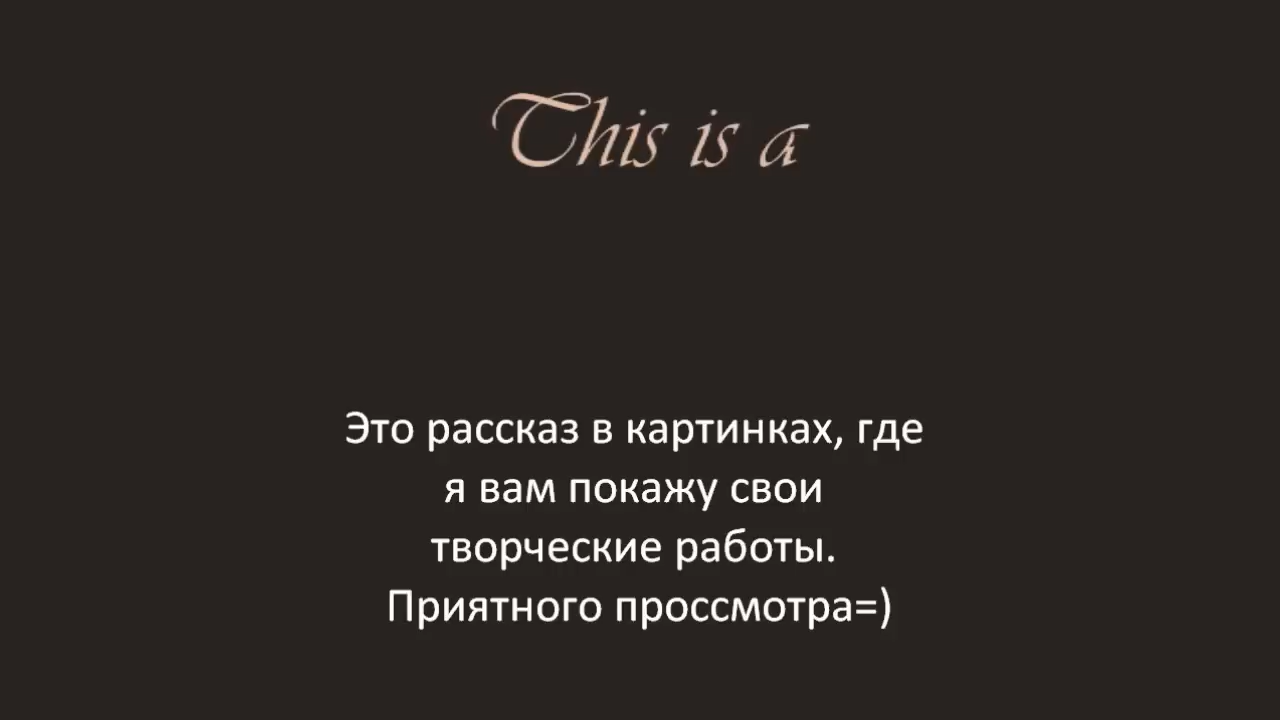 This is a
Это рассказ в картинках, где
я вам покажу свои
творческие работы.
Приятного проссмотра=)